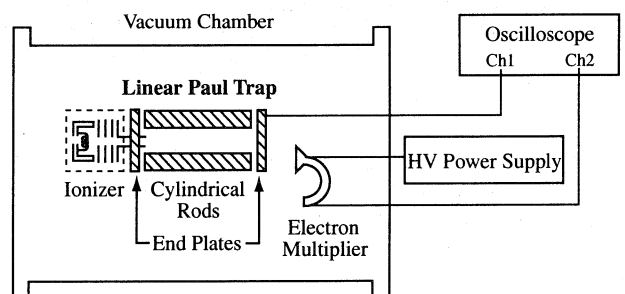 Vacuum Chamber
Oscilloscope
Ch1 Ch2
Linear Paul Trap
HV Power Supply
Ionizer
Cylindrical
Rods
End Plates
Electron
Multiplier